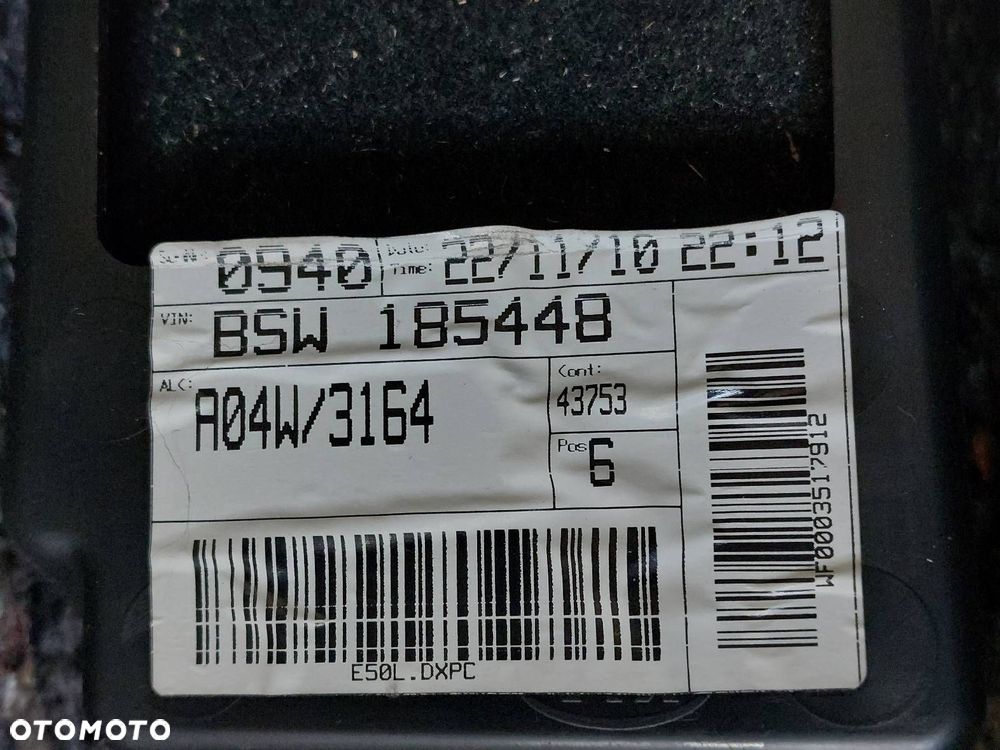 0940 Date: 22/11/10 22:12
Time:
VIN: BSW 185448
ALC: A04W/3164
Cont: 43753
Pos 6
WF0003517912
E50L.DXPC
OTOMOTO